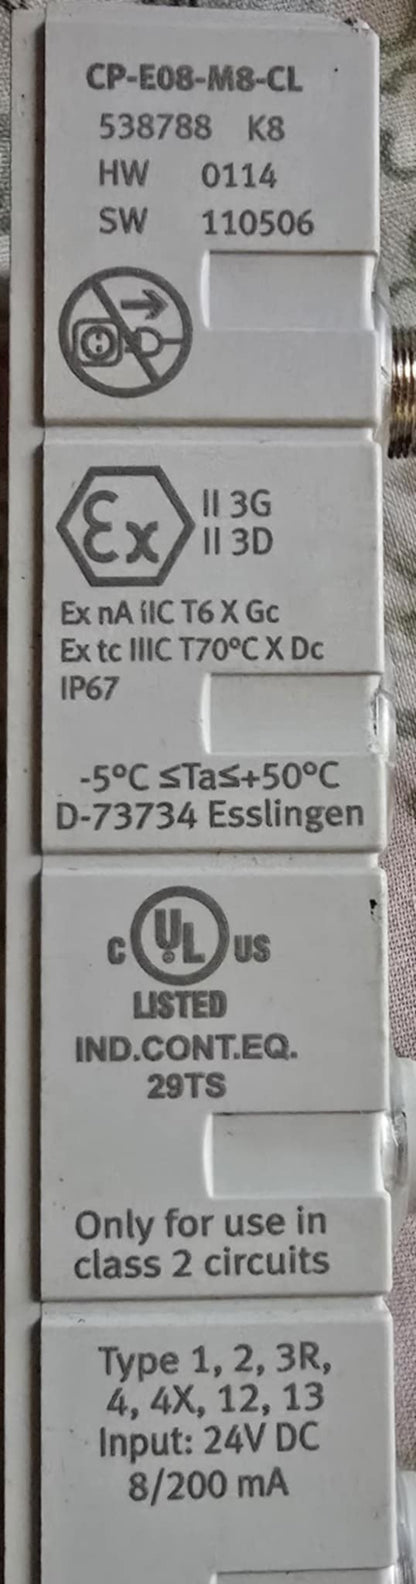 CP-E08-M8-CL
538788 K8
HW 0114
SW 110506
Ex II 3G
II 3D
Ex nA IIC T6 X Gc
Ex tc IIIC T70°C X Dc
IP67
-5°C ≤Ta≤+50°C
D-73734 Esslingen
C UL US
LISTED
IND.CONT.EQ.
29TS
Only for use in
class 2 circuits
Type 1, 2, 3R,
4, 4X, 12, 13
Input: 24V DC
8/200 mA